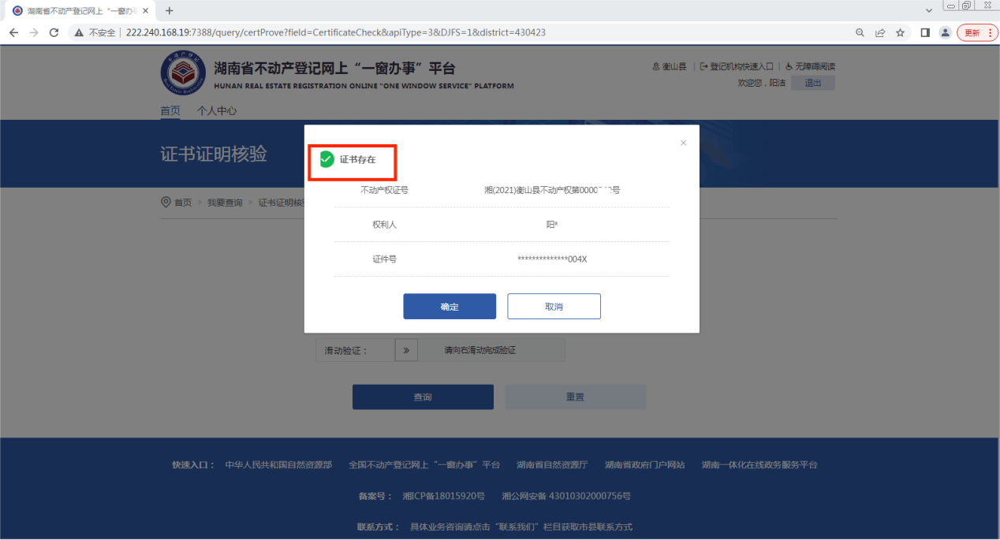 湖南省不动产登记网上“一窗办事
不安全 222.240.168.19:7388/query/certProve?field=CertificateCheck&apiType=3&DJFS=1&district=430423 更新
湖南省不动产登记网上“一窗办事”平台
HUNAN REAL ESTATE REGISTRATION ONLINE "ONE WINDOW SERVICE" PLATFORM
衡山县 登记机构快速入口 无障碍阅读
欢迎您，阳洁 退出
首页 个人中心
证书证明核验
首页 > 我要查询 > 证书证明核
证书存在
不动产权证号 湘(2021)衡山县不动产权第0000 号
权利人 阳*
证件号 **************004X
确定 取消
滑动验证： 请向右滑动完成验证
查询 重置
快速入口： 中华人民共和国自然资源部 全国不动产登记网上“一窗办事”平台 湖南省自然资源厅 湖南省政府门户网站 湖南一体化在线政务服务平台
备案号： 湘ICP备18015920号 湘公网安备 43010302000756号
联系方式： 具体业务咨询请点击“联系我们”栏目获取市县联系方式